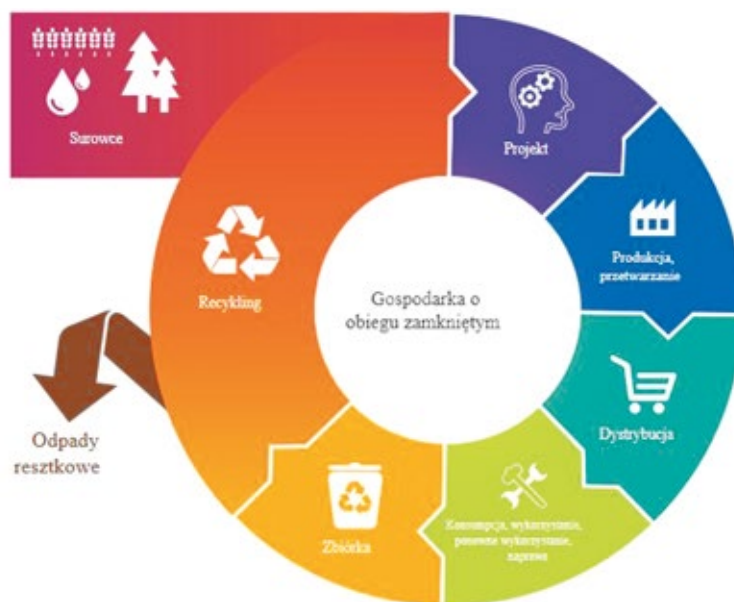 Surowce
Projekt
Produkcja,
przetwarzanie
Dystrybucja
Konsumpcja, wykorzystanie,
ponowne wykorzystanie,
naprawa
Zbiórka
Recykling
Odpady
resztkowe
Gospodarka o
obiegu zamkniętym